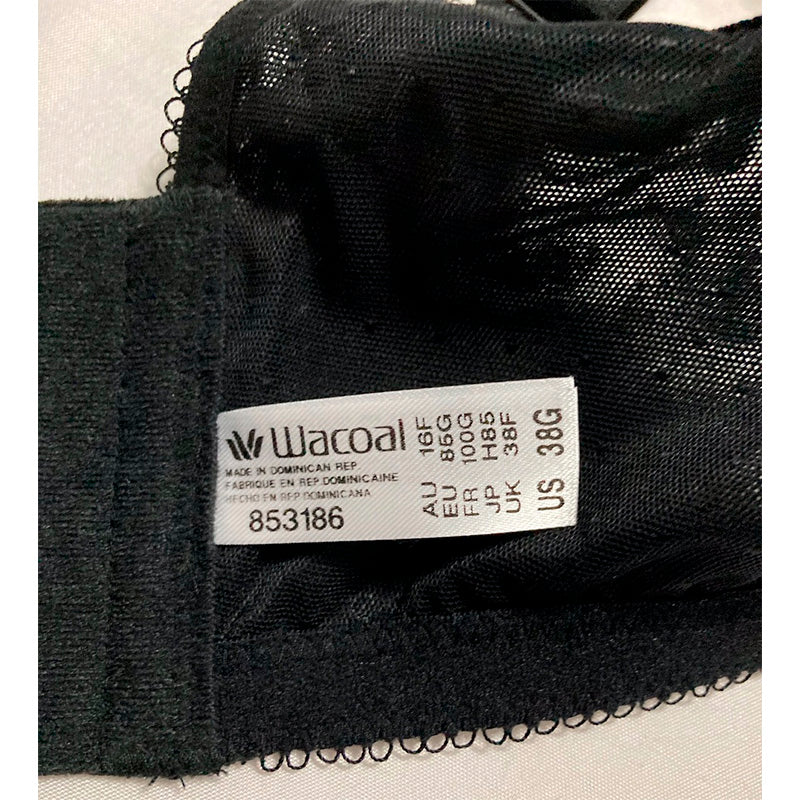 Wacoal
MADE IN DOMINICAN REP.
FABRIQUE EN REP.DOMINICAINE
HECHO EN REP.DOMINICANA
853186
AU 16F
EU 85G
FR 100G
JP H85
UK 38F
US 38G